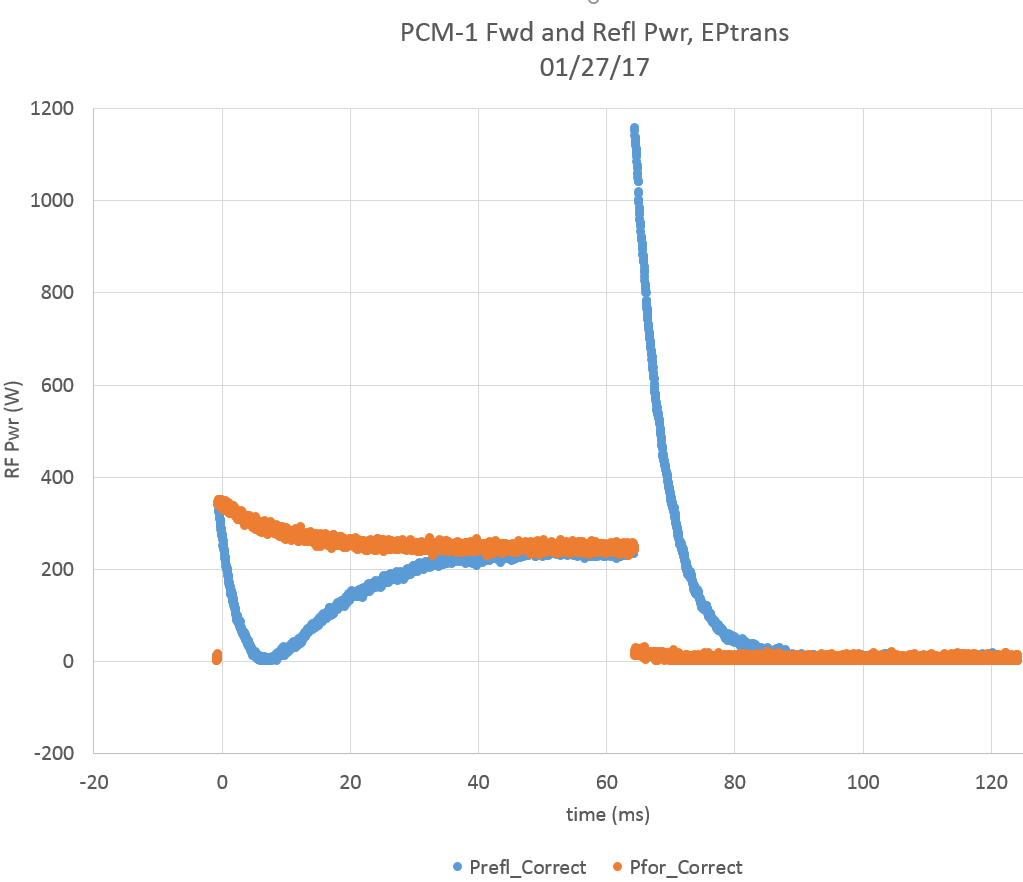 PCM-1 Fwd and Refl Pwr, EPtrans
01/27/17
1200
1000
800
600
400
200
0
-200
RF Pwr (W)
-20 0 20 40 60 80 100 120
time (ms)
Prefl_Correct Pfor_Correct